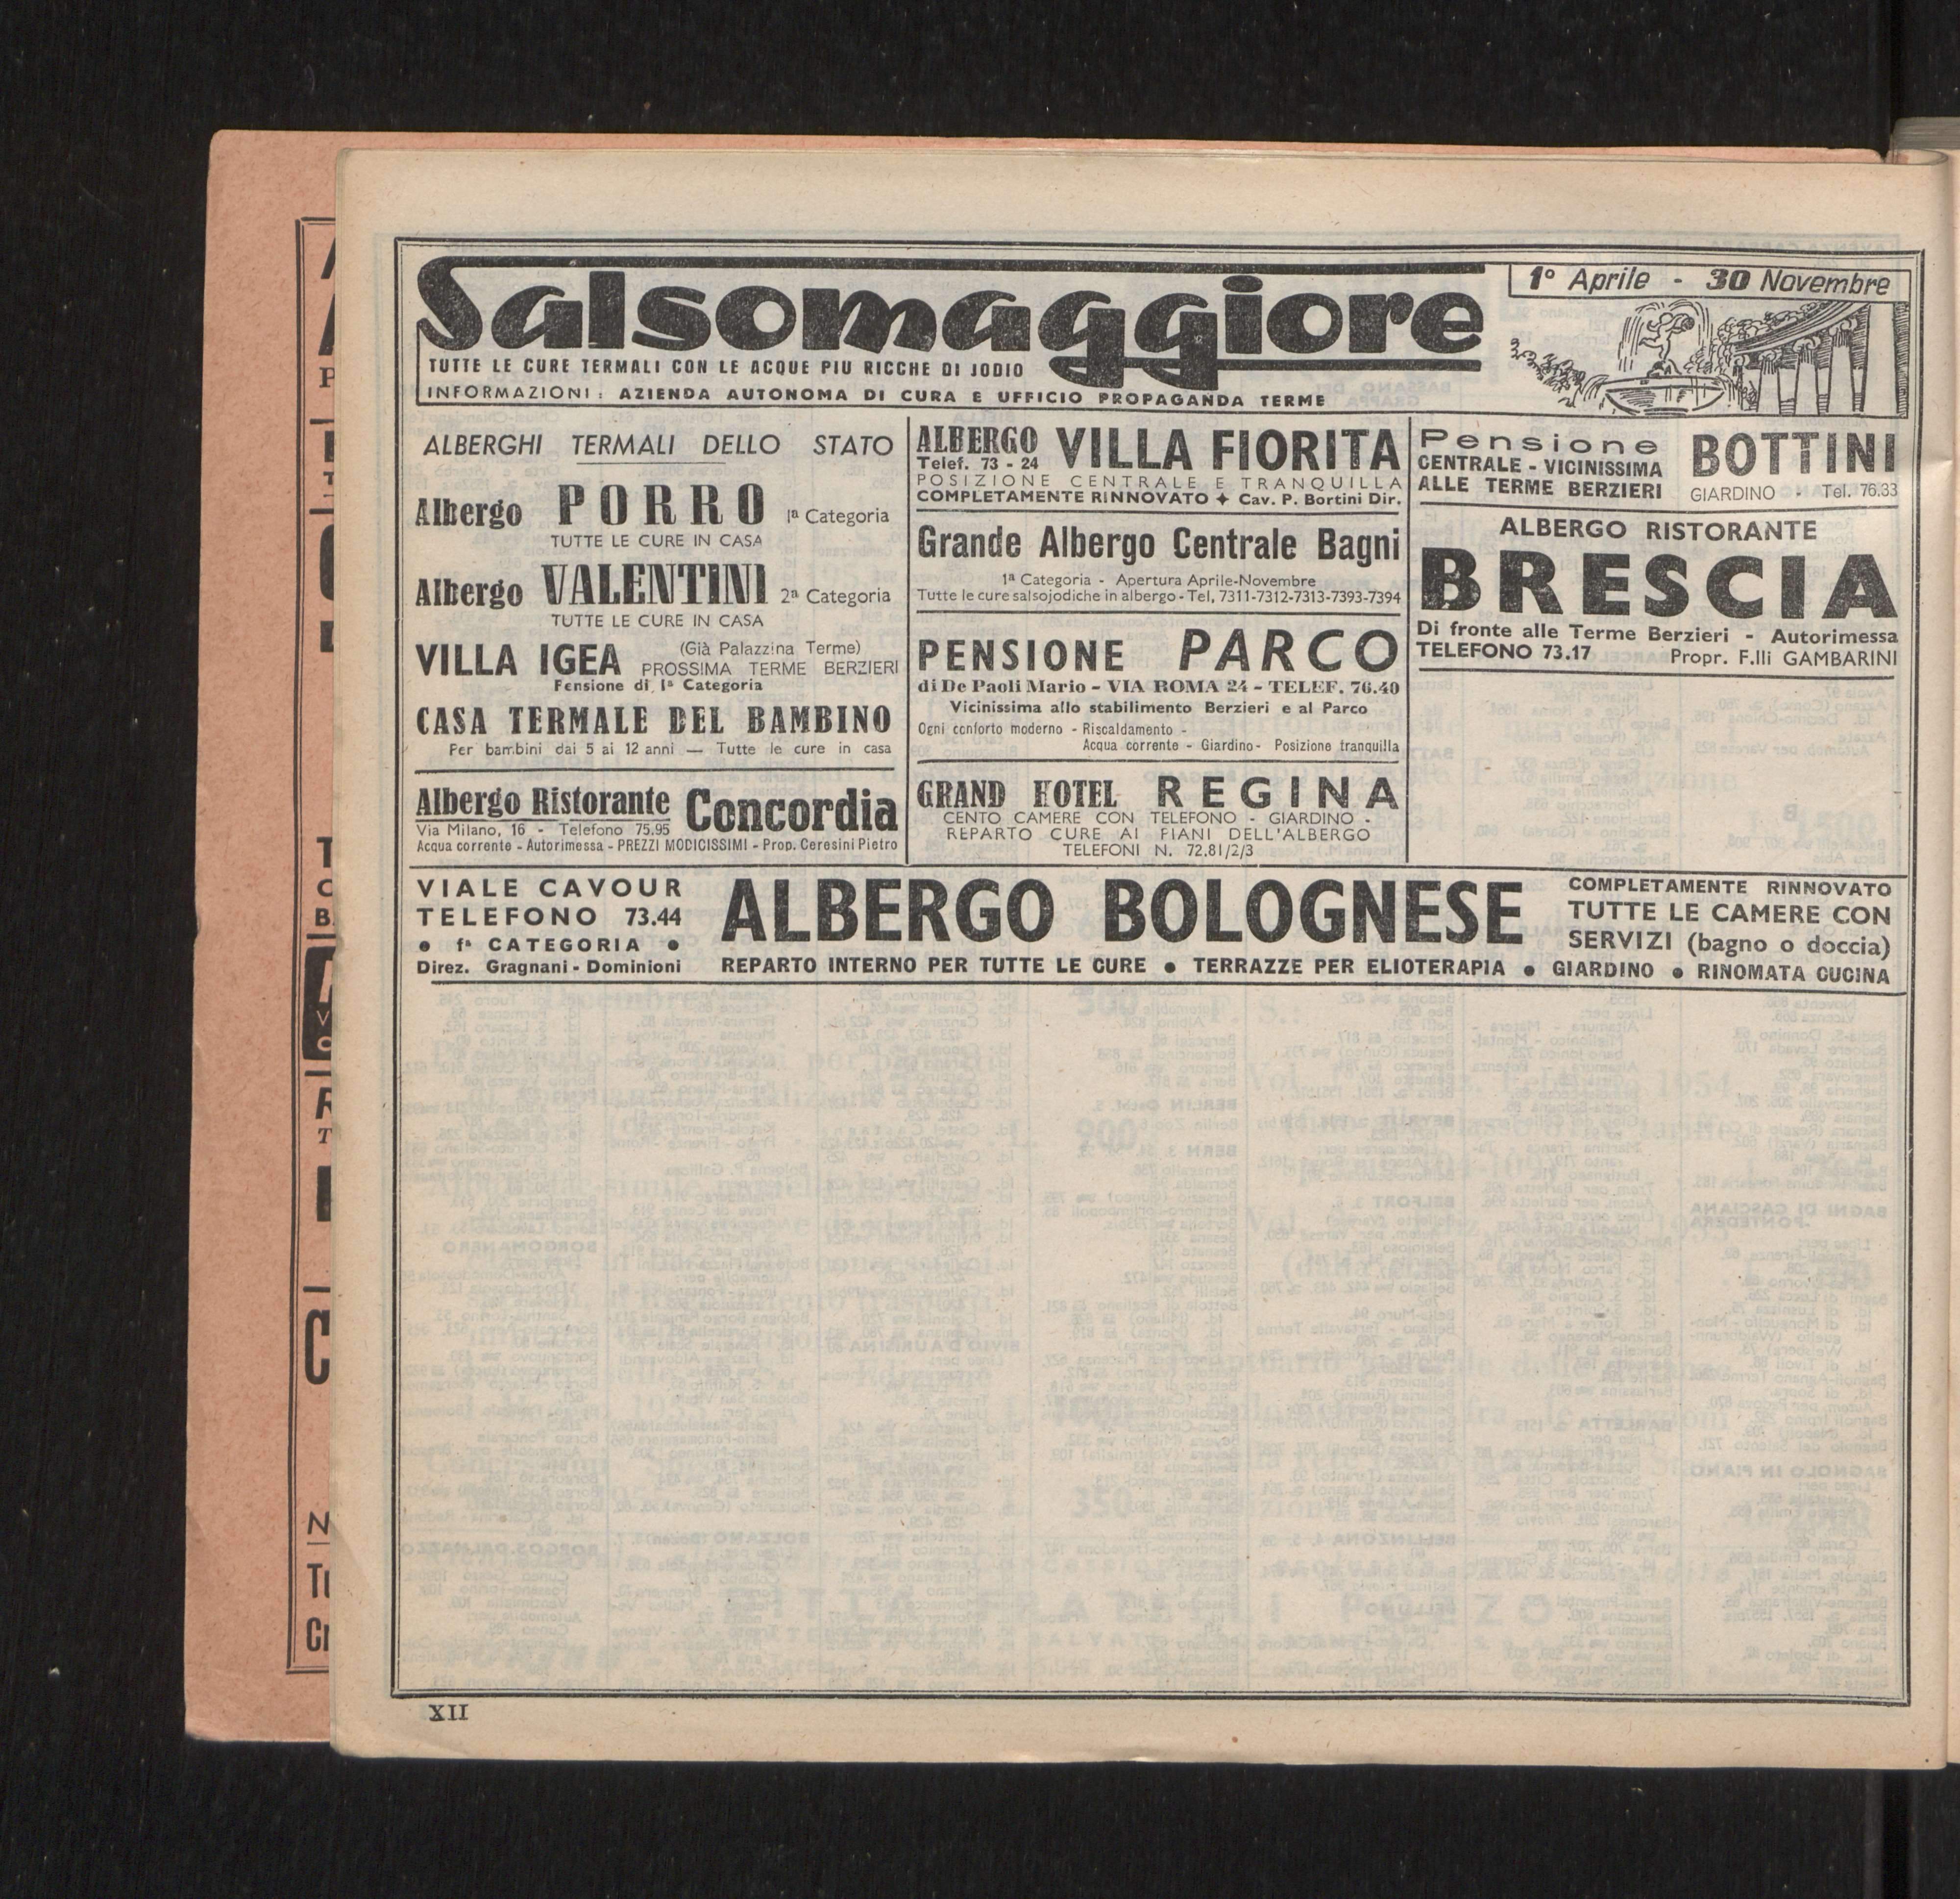 Salsomaggiore
1º Aprile - 30 Novembre
TUTTE LE CURE TERMALI CON LE ACQUE PIU RICCHE DI JODIO
INFORMAZIONI: AZIENDA AUTONOMA DI CURA E UFFICIO PROPAGANDA TERME
ALBERGHI TERMALI DELLO STATO
Albergo PORRO 1ª Categoria
TUTTE LE CURE IN CASA
Albergo VALENTINI 2ª Categoria
TUTTE LE CURE IN CASA
VILLA IGEA (Già Palazzina Terme)
PROSSIMA TERME BERZIERI
Pensione di 1ª Categoria
CASA TERMALE DEL BAMBINO
Per bambini dai 5 ai 12 anni — Tutte le cure in casa
Albergo Ristorante Concordia
Via Milano, 16 - Telefono 75.95
Acqua corrente - Autorimessa - PREZZI MODICISSIMI - Prop. Ceresini Pietro
ALBERGO VILLA FIORITA
Telef. 73 - 24
POSIZIONE CENTRALE E TRANQUILLA
COMPLETAMENTE RINNOVATO ✦ Cav. P. Bortini Dir.
Grande Albergo Centrale Bagni
1ª Categoria - Apertura Aprile-Novembre
Tutte le cure salsojodiche in albergo - Tel. 7311-7312-7313-7393-7394
PENSIONE PARCO
di De Paoli Mario - VIA ROMA 24 - TELEF. 76.40
Vicinissima allo stabilimento Berzieri e al Parco
Ogni conforto moderno - Riscaldamento -
Acqua corrente - Giardino - Posizione tranquilla
GRAND HOTEL REGINA
CENTO CAMERE CON TELEFONO - GIARDINO -
REPARTO CURE AI PIANI DELL'ALBERGO
TELEFONI N. 72.81/2/3
Pensione BOTTINI
CENTRALE - VICINISSIMA
ALLE TERME BERZIERI GIARDINO - Tel. 76.33
ALBERGO RISTORANTE
BRESCIA
Di fronte alle Terme Berzieri - Autorimessa
TELEFONO 73.17 Propr. F.lli GAMBARINI
VIALE CAVOUR
TELEFONO 73.44
● 1ª CATEGORIA ●
Direz. Gragnani - Dominioni
ALBERGO BOLOGNESE
COMPLETAMENTE RINNOVATO
TUTTE LE CAMERE CON
SERVIZI (bagno o doccia)
REPARTO INTERNO PER TUTTE LE CURE ● TERRAZZE PER ELIOTERAPIA ● GIARDINO ● RINOMATA CUCINA
XII